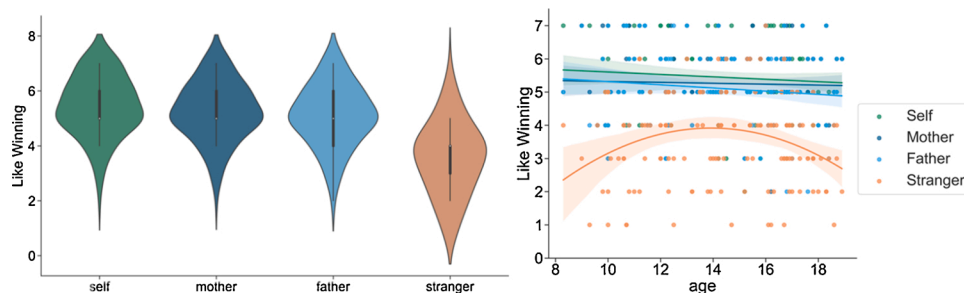 Like Winning
8
6
4
2
0
self mother father stranger
Like Winning
7
6
5
4
3
2
1
0
8 10 12 14 16 18
age
Self
Mother
Father
Stranger